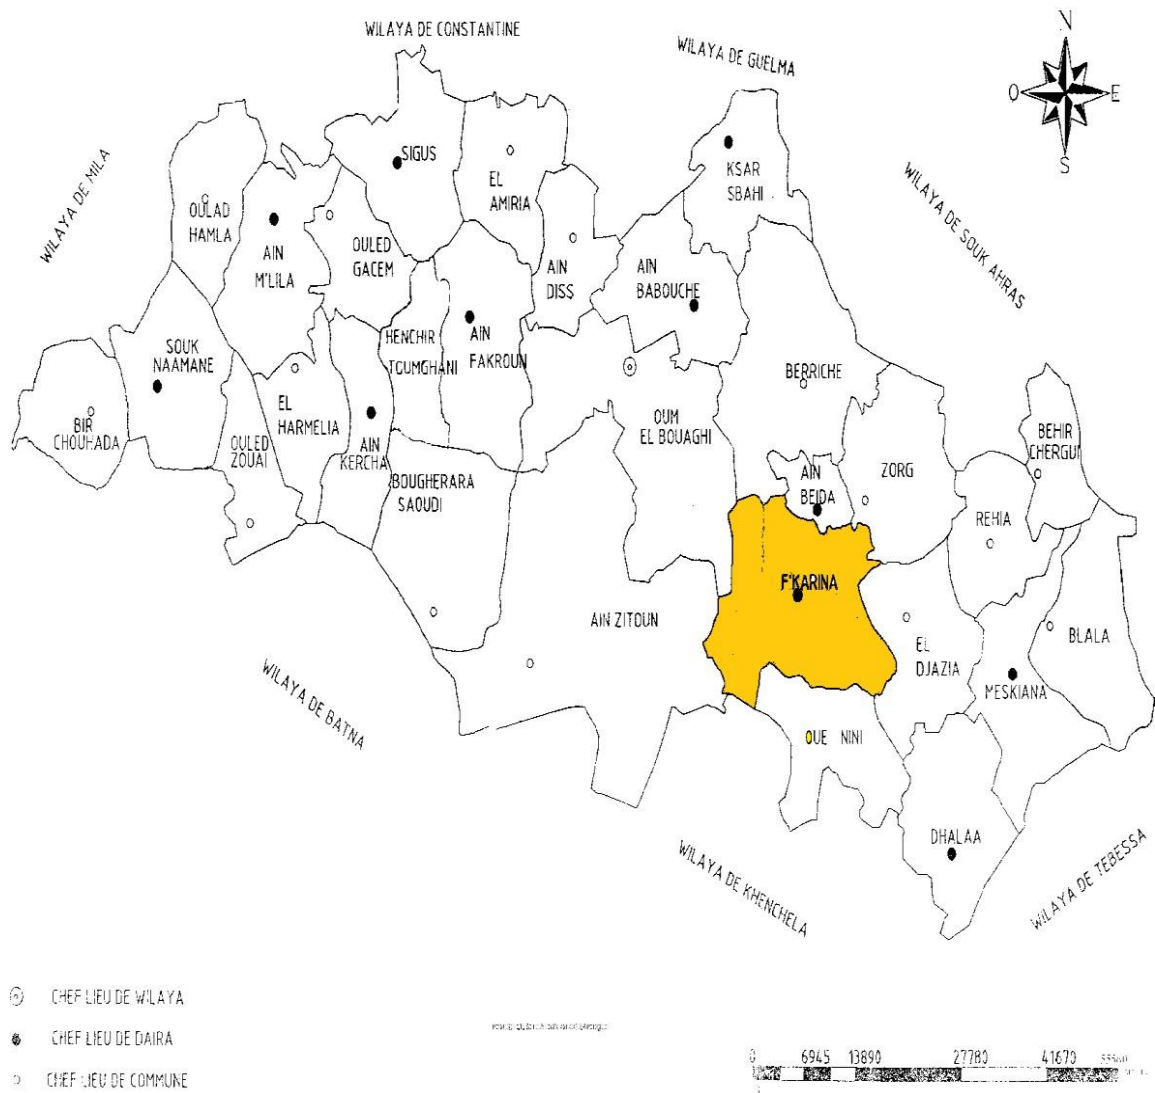 N
WILAYA DE CONSTANTINE
WILAYA DE GUELMA
O
E
S
SIGUS
KSAR
SBAHI
EL
AMIRIA
WILAYA DE MILA
WILAYA DE SOUK AHRAS
OULAD
HAMLA
AIN
M'LILA
OULED
GACEM
AIN
DISS
AIN
BABOUCHE
HENCHIR
TOUMGHANI
AIN
FAKROUN
SOUK
NAAMANE
BERRICHE
EL
HARMELIA
OUM
EL BOUAGHI
BIR
CHOUHADA
OULED
ZOUAI
AIN
KERCHA
BEHIR
CHERGUI
BOUGHERARA
SAOUDI
AIN
BEIDA
ZORG
REHIA
F'KARINA
AIN ZITOUN
EL
DJAZIA
BLALA
MESKIANA
WILAYA DE BATNA
OUE NINI
DHALAA
WILAYA DE KHENCHELA
WILAYA DE TEBESSA
CHEF LIEU DE WILAYA
CHEF LIEU DE DAIRA
CHEF LIEU DE COMMUNE
0 6945 13890 27780 41670